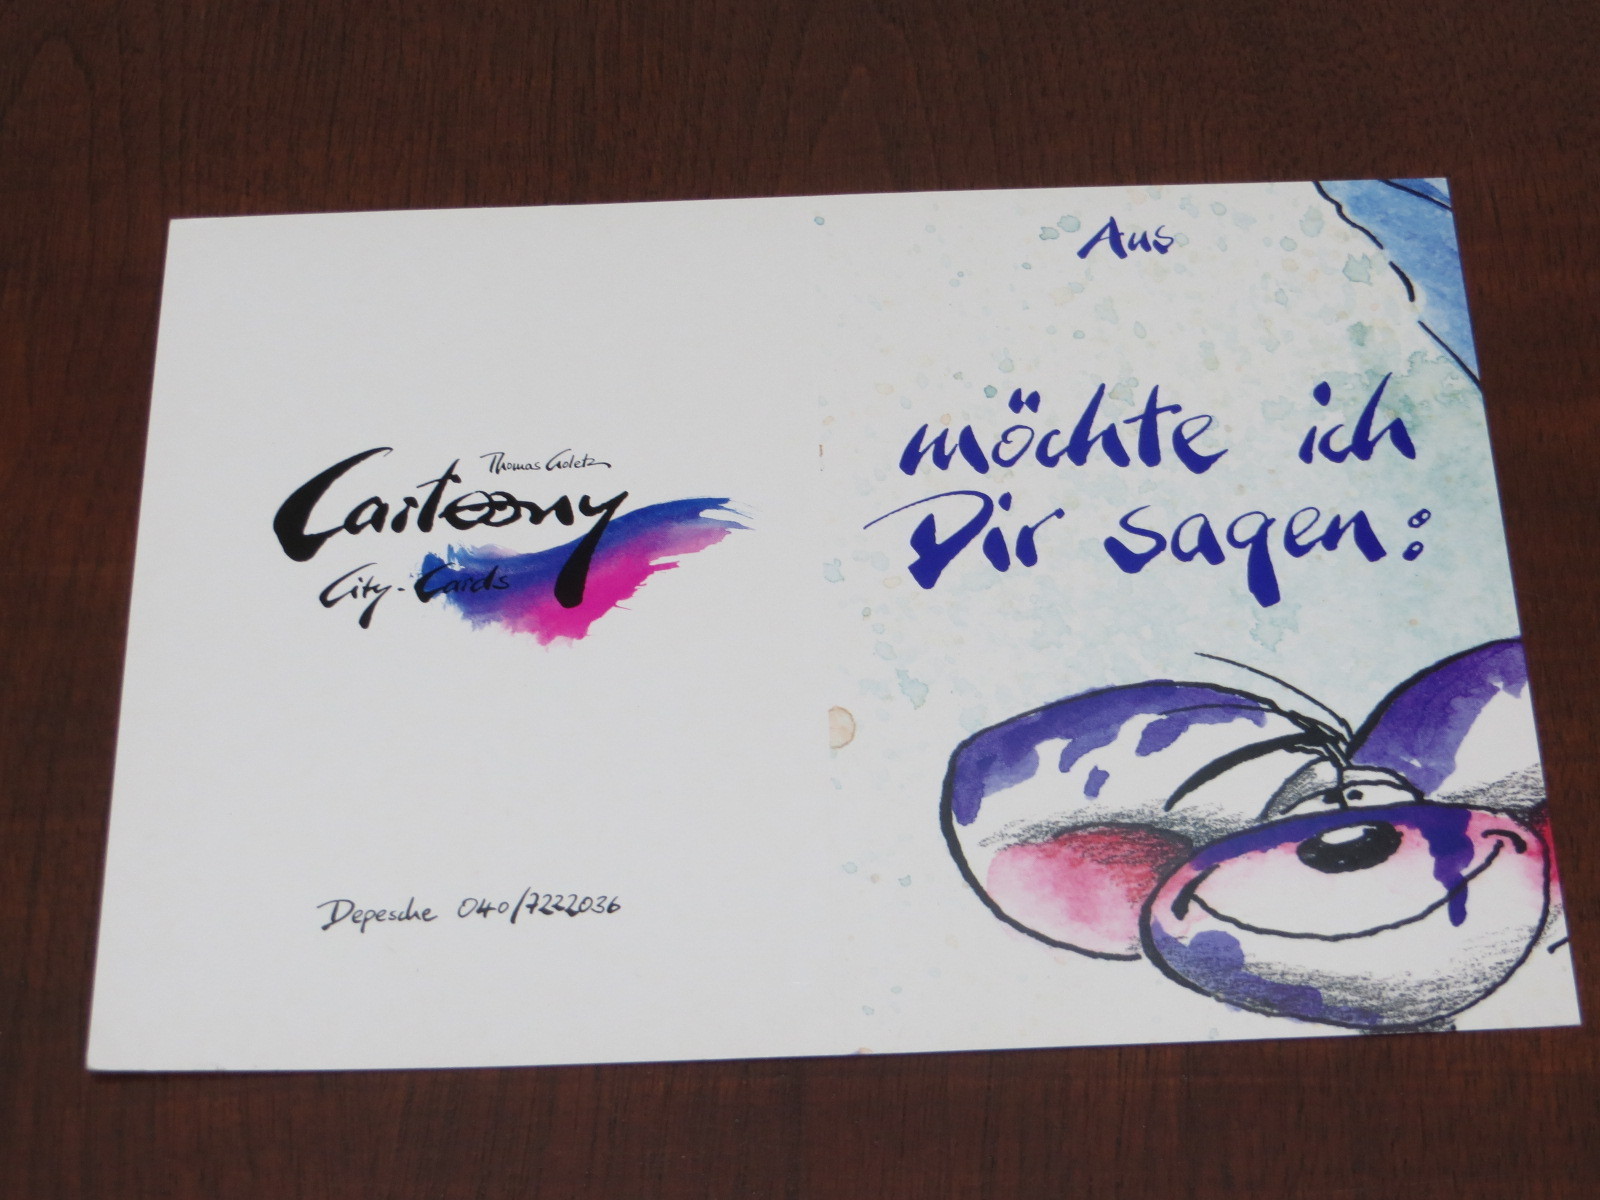 Thomas Goletz
Cartoony
City-Cards
Depesche 040/7222036
Aus
möchte ich
Dir sagen: